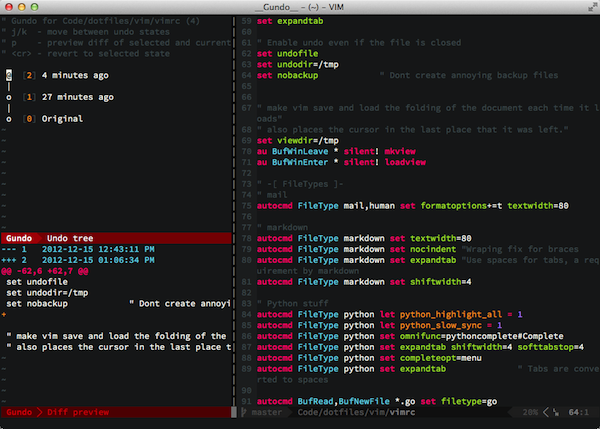 __Gundo__ - (~) - VIM
" Gundo for Code/dotfiles/vim/vimrc (4)
" j/k  - move between undo states
" p    - preview diff of selected and current
" <cr> - revert to selected state
o  [2] 4 minutes ago
|
o  [1] 27 minutes ago
|
o  [0] Original
~
~
~
~
~
~
~
~
~
Gundo  Undo tree
--- 1   2012-12-15 12:43:11 PM
+++ 2   2012-12-15 01:06:34 PM
@@ -62,6 +62,7 @@
 set undofile
 set undodir=/tmp
 set nobackup           " Dont create annoyi
+
 " make vim save and load the folding of the
 " also places the cursor in the last place t
~
~
~
~
Gundo  Diff preview
59 set expandtab
60
61 " Enable undo even if the file is closed
62 set undofile
63 set undodir=/tmp
64 set nobackup           " Dont create annoying backup files
65
66
67 " make vim save and load the folding of the document each time it l
oads"
68 " also places the cursor in the last place that it was left."
69 set viewdir=/tmp
70 au BufWinLeave * silent! mkview
71 au BufWinEnter * silent! loadview
72
73 " -[ FileTypes ]-
74 " mail
75 autocmd FileType mail,human set formatoptions+=t textwidth=80
76
77 " markdown
78 autocmd FileType markdown set textwidth=80
79 autocmd FileType markdown set nocindent "Wraping fix for braces
80 autocmd FileType markdown set expandtab "Use spaces for tabs, a req
uirement by markdown
81 autocmd FileType markdown set shiftwidth=4
82
83 " Python stuff
84 autocmd FileType python let python_highlight_all = 1
85 autocmd FileType python let python_slow_sync = 1
86 autocmd FileType python set omnifunc=pythoncomplete#Complete
87 autocmd FileType python set expandtab shiftwidth=4 softtabstop=4
88 autocmd FileType python set completeopt=menu
89 autocmd FileType python set expandtab           " Tabs are conve
rted to spaces
90
91 autocmd BufRead,BufNewFile *.go set filetype=go
master  Code/dotfiles/vim/vimrc  20%  64:1